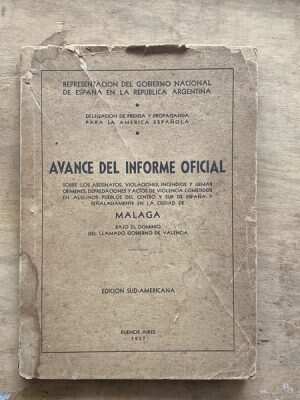 REPRESENTACION DEL GOBIERNO NACIONAL
DE ESPAÑA EN LA REPUBLICA ARGENTINA
DELEGACION DE PRENSA Y PROPAGANDA
PARA LA AMERICA ESPAÑOLA
AVANCE DEL INFORME OFICIAL
SOBRE LOS ASESINATOS, VIOLACIONES, INCENDIOS Y DEMAS
CRIMENES, DEPREDACIONES Y ACTOS DE VIOLENCIA COMETIDOS
EN ALGUNOS PUEBLOS DEL CENTRO Y SUR DE ESPAÑA Y
SEÑALADAMENTE EN LA CIUDAD DE
MALAGA
BAJO EL DOMINIO
DEL LLAMADO GOBIERNO DE VALENCIA
EDICION SUD-AMERICANA
BUENOS AIRES
1937